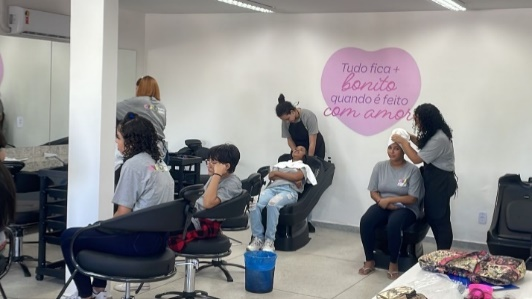 Tudo fica +
bonito
quando é feito
com amor